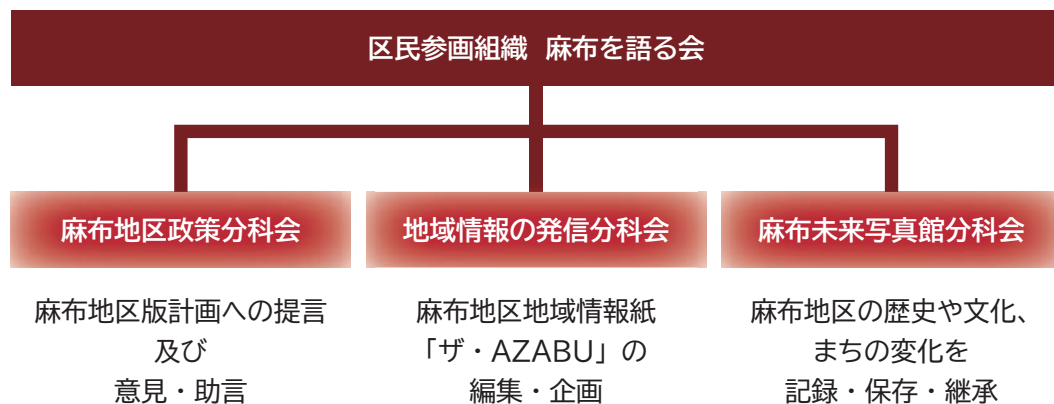 区民参画組織 麻布を語る会
麻布地区政策分科会
麻布地区版計画への提言
及び
意見・助言
地域情報の発信分科会
麻布地区地域情報紙
「ザ・AZABU」の
編集・企画
麻布未来写真館分科会
麻布地区の歴史や文化、
まちの変化を
記録・保存・継承